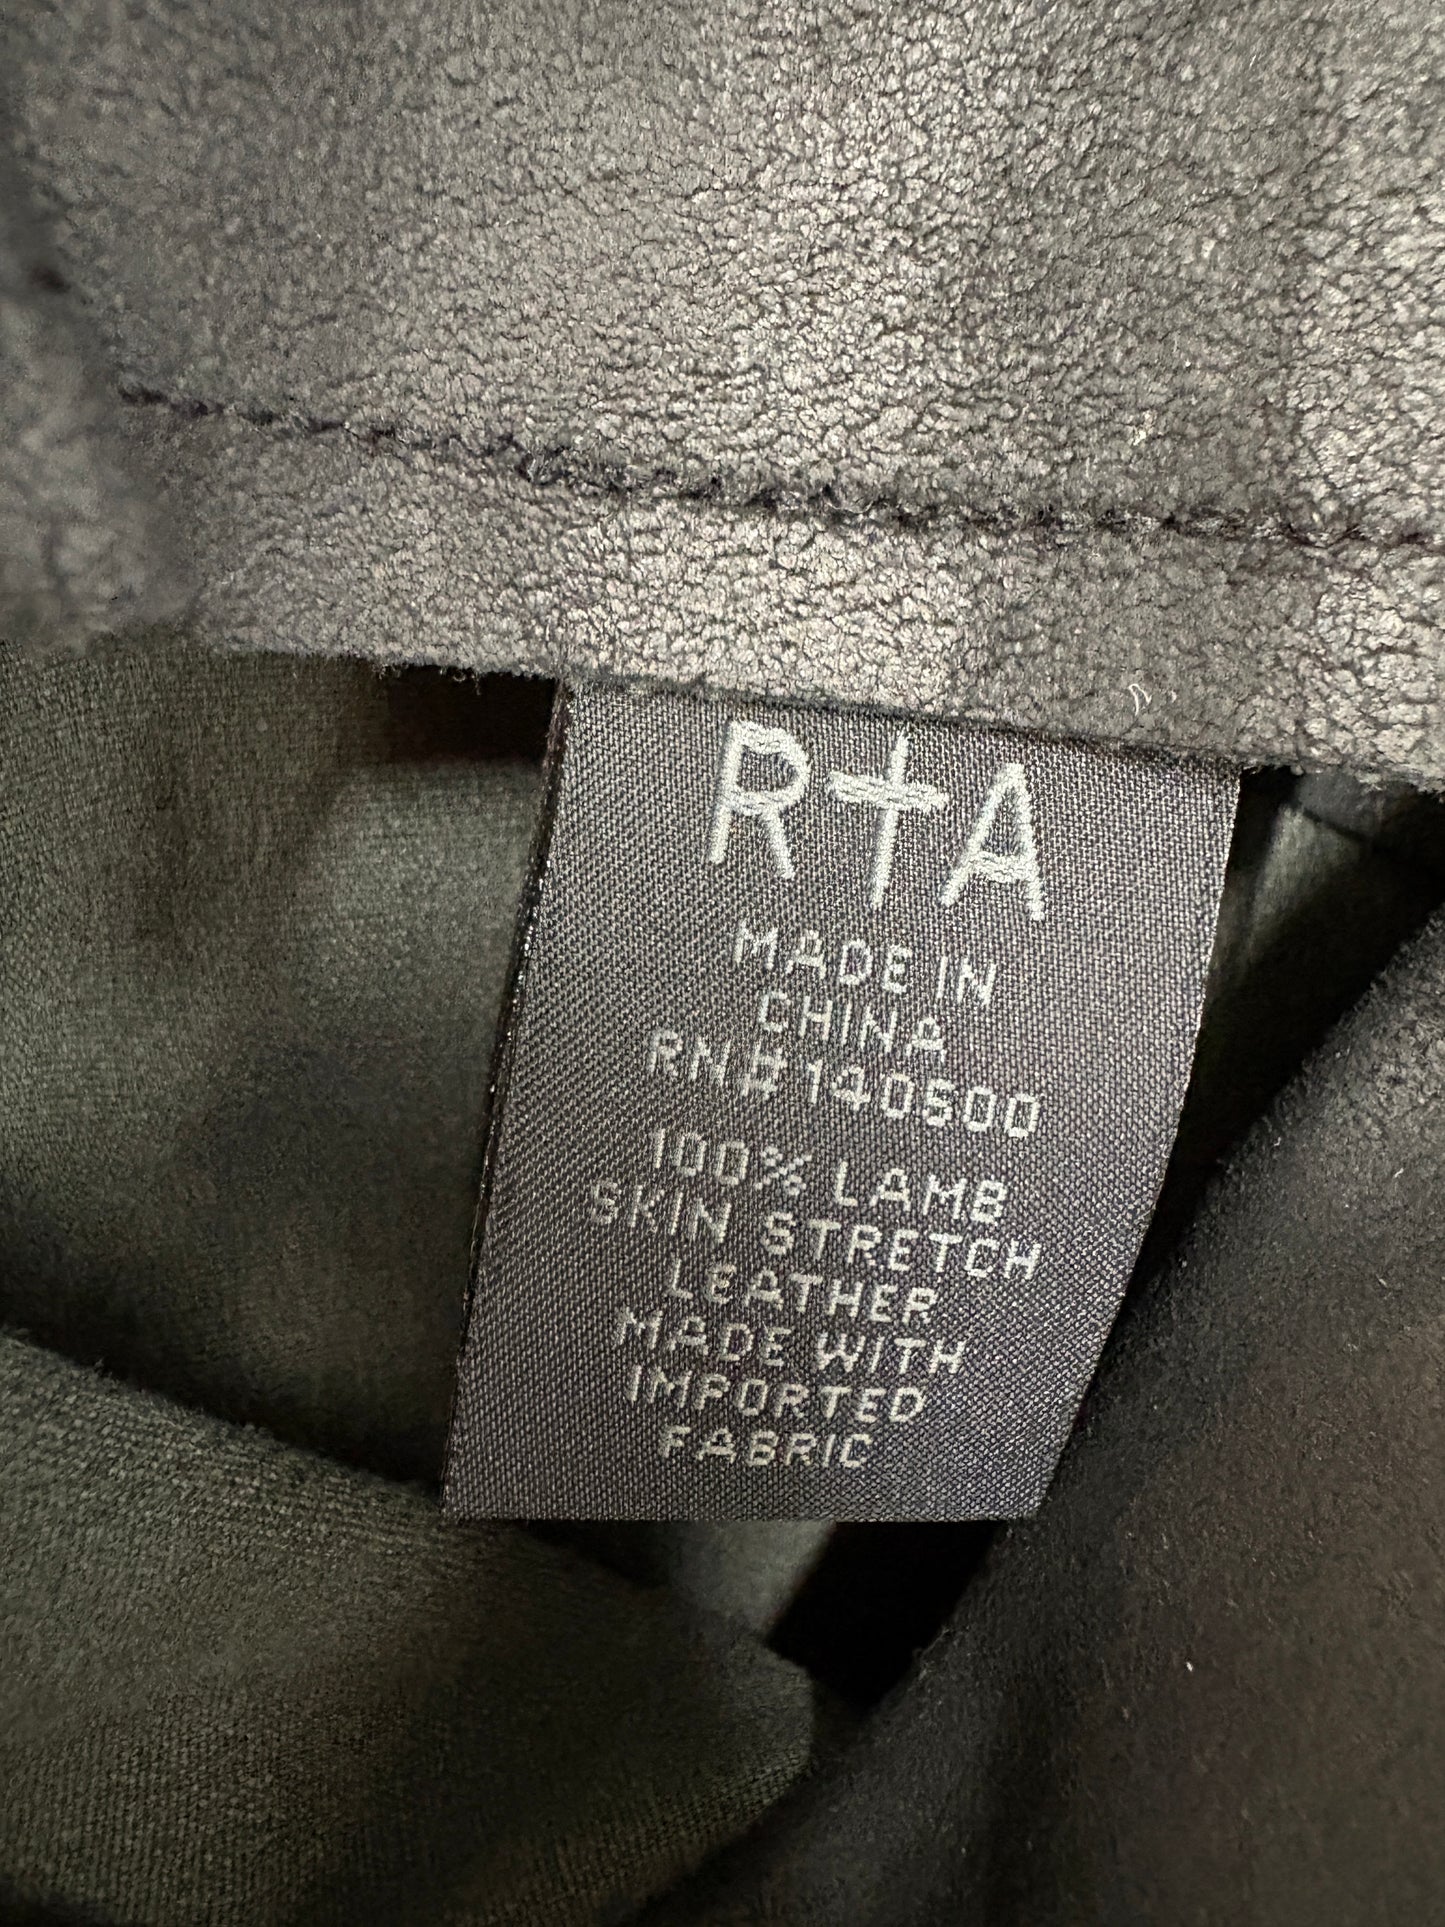 R†A
MADE IN
CHINA
RN#140500
100% LAMB
SKIN STRETCH
LEATHER
MADE WITH
IMPORTED
FABRIC